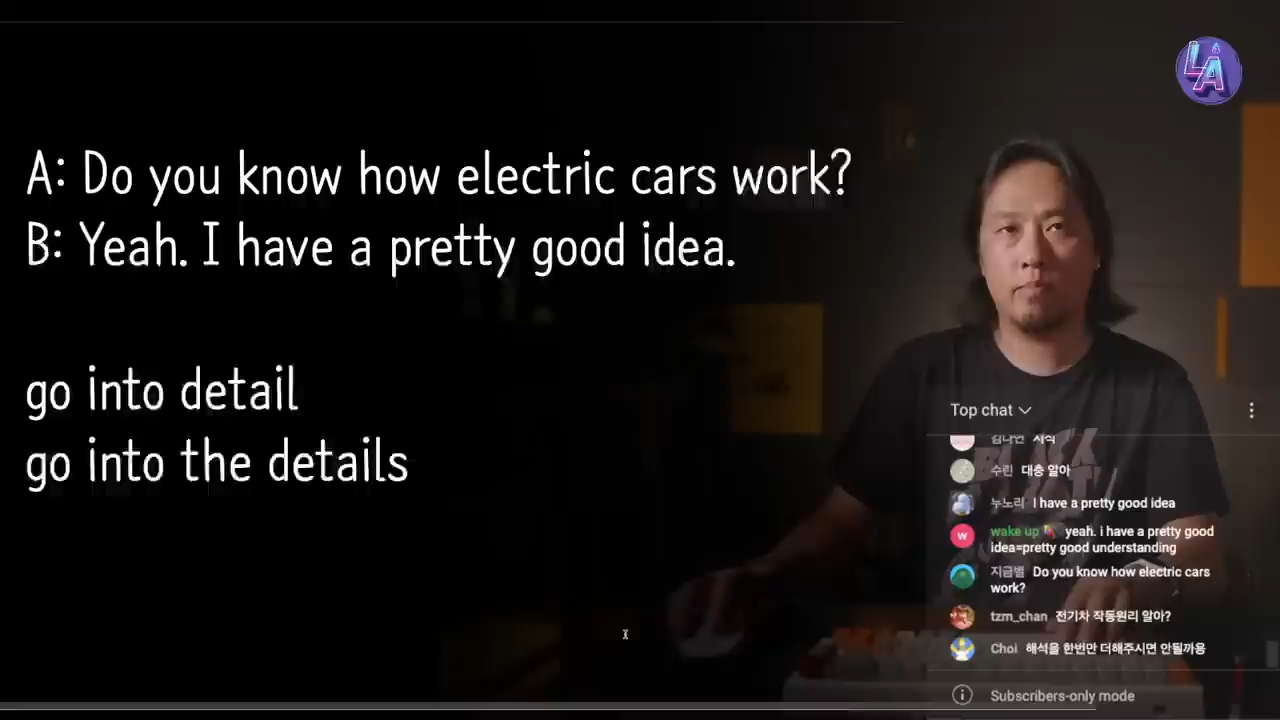 LA
A: Do you know how electric cars work?
B: Yeah. I have a pretty good idea.
go into detail
go into the details
Top chat
수린 대충 알아
누노리 I have a pretty good idea
wake up yeah. i have a pretty good
idea=pretty good understanding
지금벨 Do you know how electric cars
work?
tzm_chan 전기차 작동원리 알아?
Choi 해석을 한번만 더해주시면 안될까용
Subscribers-only mode